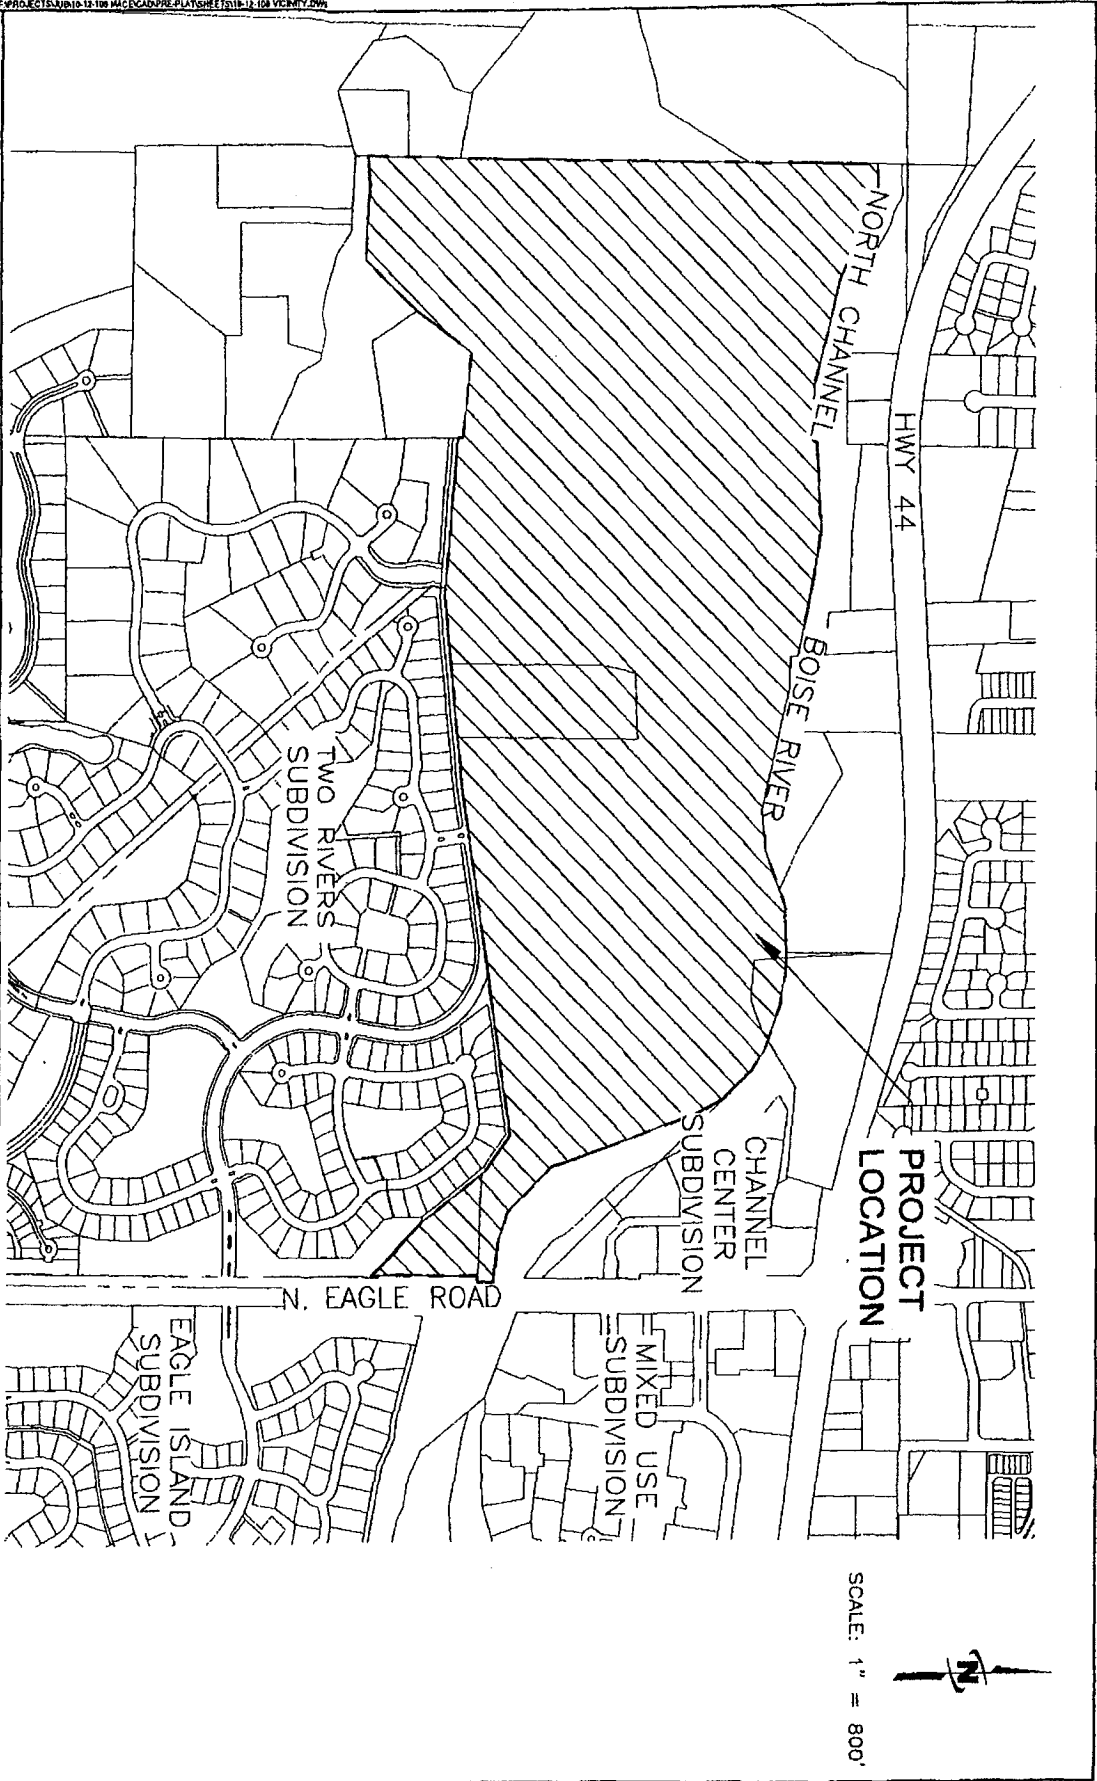 HWY 44
NORTH CHANNEL
BOISE RIVER
PROJECT
LOCATION
CHANNEL
CENTER
SUBDIVISION
MIXED USE
SUBDIVISION
TWO RIVERS
SUBDIVISION
N. EAGLE ROAD
EAGLE ISLAND
SUBDIVISION
N
SCALE: 1" = 800'